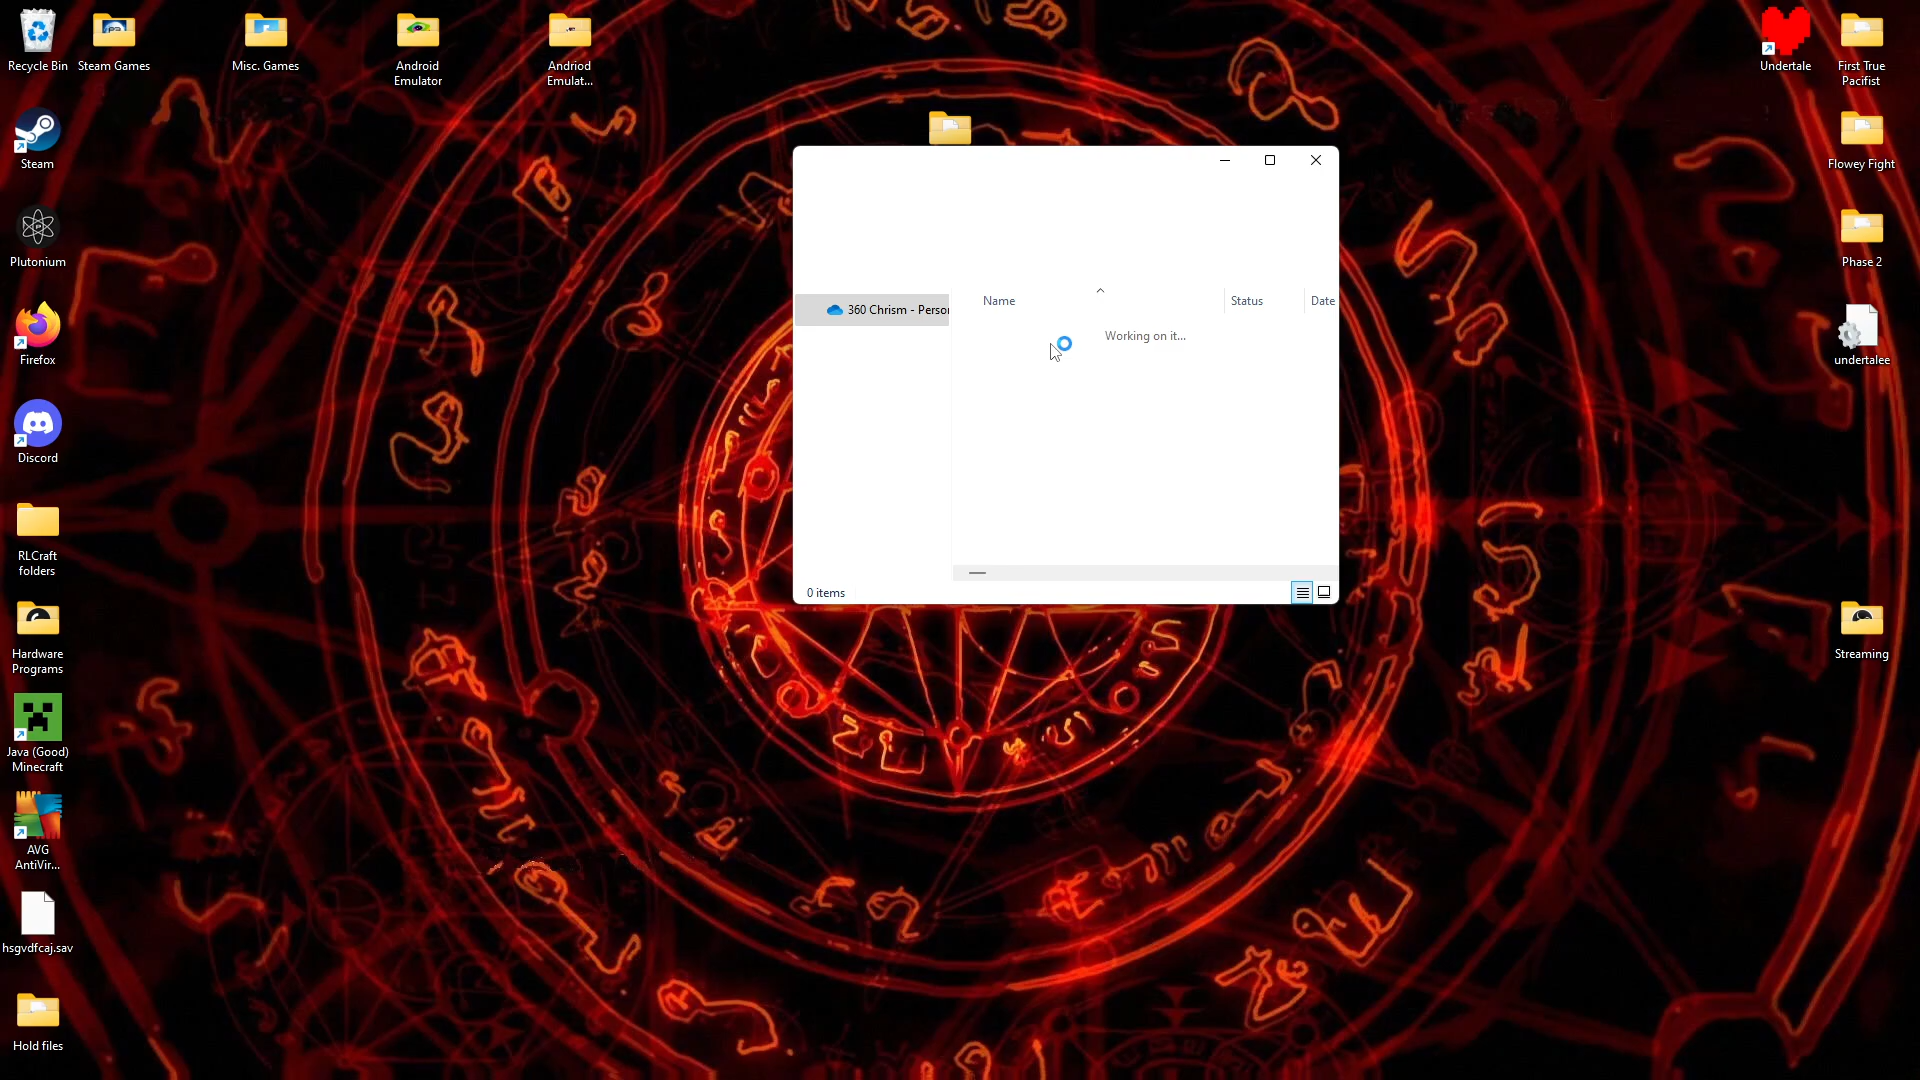 Recycle Bin
Steam Games
Misc. Games
Android
Emulator
Andriod
Emulat...
Undertale
First True
Pacifist
Steam
Flowey Fight
Plutonium
Phase 2
Name
Status
Date
360 Chrism - Person
Working on it...
Firefox
undertalee
Discord
RLCraft
folders
0 items
Hardware
Programs
Streaming
Java (Good)
Minecraft
AVG
AntiVir...
hsgvdfcaj.sav
Hold files